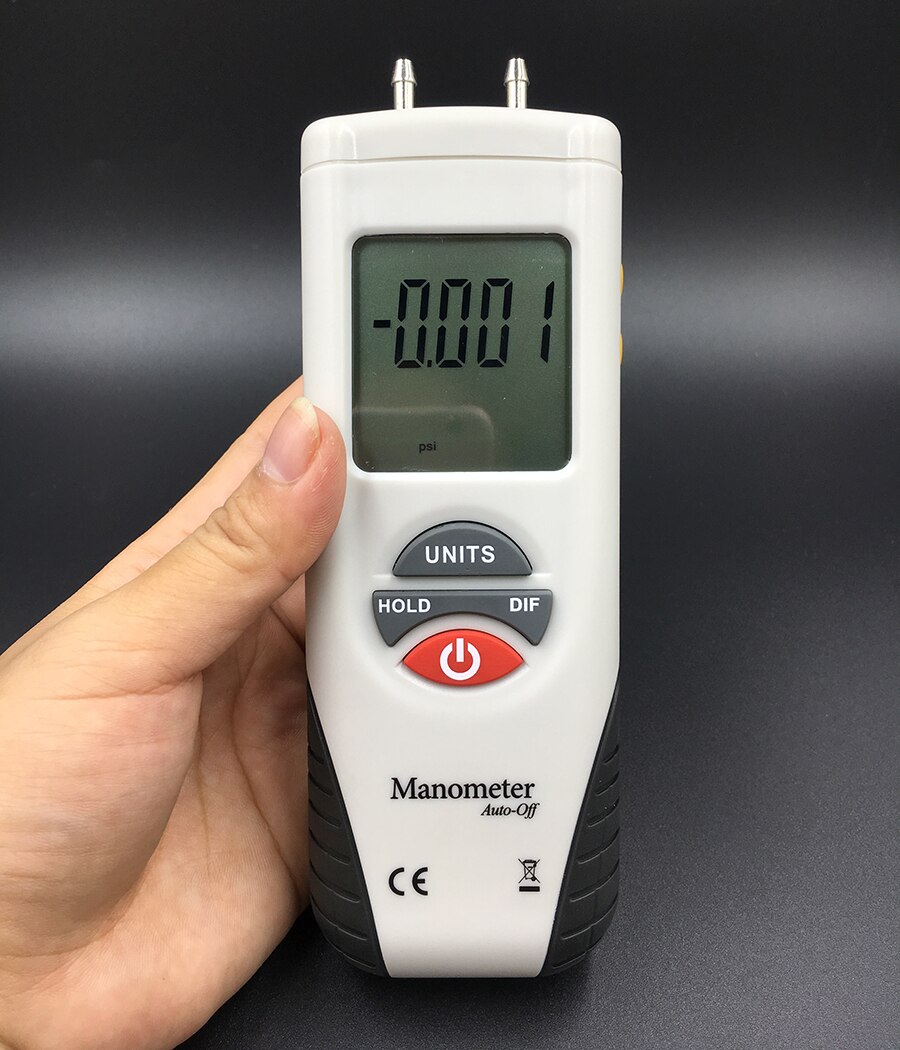 -0.001
psi
UNITS
HOLD DIF
Manometer
Auto-Off
CE